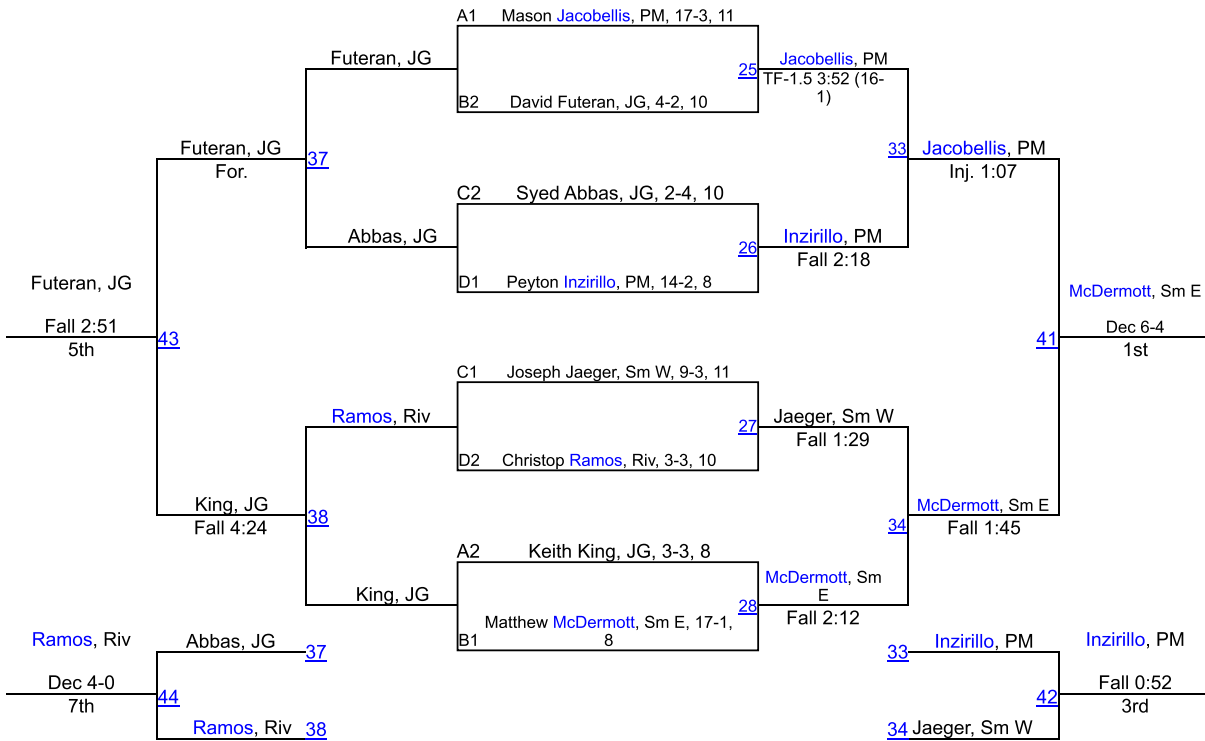 A1 Mason Jacobellis, PM, 17-3, 11
Futeran, JG
25
Jacobellis, PM
TF-1.5 3:52 (16-
1)
B2 David Futeran, JG, 4-2, 10
Futeran, JG
For.
37
33
Jacobellis, PM
Inj. 1:07
C2 Syed Abbas, JG, 2-4, 10
Abbas, JG
26
Inzirillo, PM
Fall 2:18
D1 Peyton Inzirillo, PM, 14-2, 8
Futeran, JG
Fall 2:51
5th
43
McDermott, Sm E
41
Dec 6-4
1st
C1 Joseph Jaeger, Sm W, 9-3, 11
Ramos, Riv
27
Jaeger, Sm W
Fall 1:29
D2 Christop Ramos, Riv, 3-3, 10
King, JG
Fall 4:24
38
34
McDermott, Sm E
Fall 1:45
A2 Keith King, JG, 3-3, 8
King, JG
28
McDermott, Sm
E
Fall 2:12
Matthew McDermott, Sm E, 17-1,
B1 8
Ramos, Riv
Abbas, JG
37
Dec 4-0
7th
44
Ramos, Riv
38
33
Inzirillo, PM
Inzirillo, PM
42
Fall 0:52
3rd
34
Jaeger, Sm W